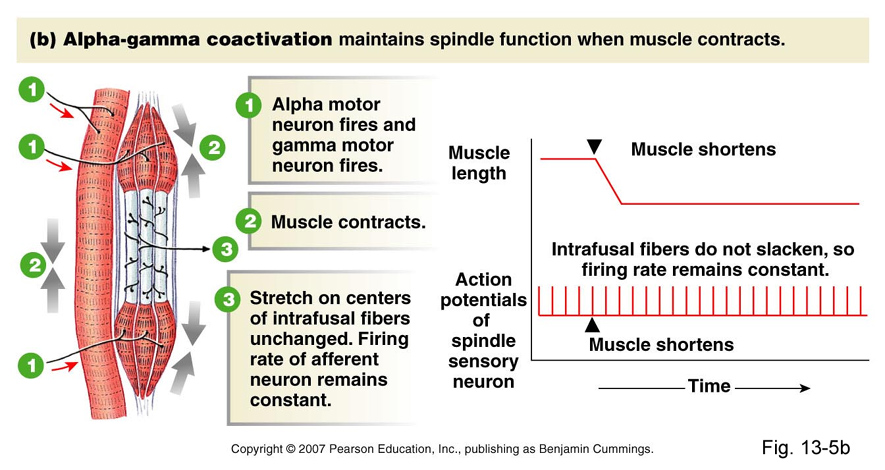 (b) Alpha-gamma coactivation maintains spindle function when muscle contracts.
1
1
2
2
3
1
1
Alpha motor
neuron fires and
gamma motor
neuron fires.
2
Muscle contracts.
3
Stretch on centers
of intrafusal fibers
unchanged. Firing
rate of afferent
neuron remains
constant.
Muscle
length
Muscle shortens
Intrafusal fibers do not slacken, so
firing rate remains constant.
Action
potentials
of
spindle
sensory
neuron
Muscle shortens
Time
Copyright © 2007 Pearson Education, Inc., publishing as Benjamin Cummings.
Fig. 13-5b